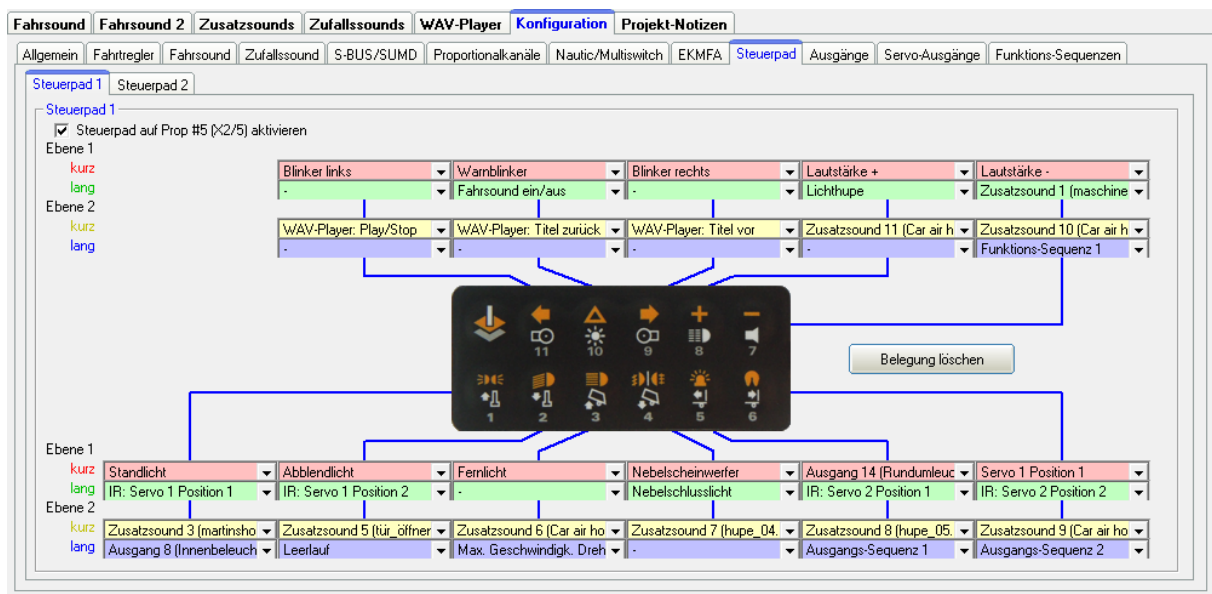 Fahrsound Fahrsound 2 Zusatzsounds Zufallssounds WAV-Player Konfiguration Projekt-Notizen
Allgemein Fahrtregler Fahrsound Zufallssound S-BUS/SUMD Proportionalkanäle Nautic/Multiswitch EKMFA Steuerpad Ausgänge Servo-Ausgänge Funktions-Sequenzen
Steuerpad 1 Steuerpad 2
Steuerpad 1
Steuerpad auf Prop #5 (X2/5) aktivieren
Ebene 1
kurz Blinker links Warnblinker Blinker rechts Lautstärke + Lautstärke -
lang - Fahrsound ein/aus - Lichthupe Zusatzsound 1 (maschine
Ebene 2
kurz WAV-Player: Play/Stop WAV-Player: Titel zurück WAV-Player: Titel vor Zusatzsound 11 (Car air h Zusatzsound 10 (Car air h
lang - - - - Funktions-Sequenz 1
11 10 9 8 7
Belegung löschen
1 2 3 4 5 6
Ebene 1
kurz Standlicht Abblendlicht Fernlicht Nebelscheinwerfer Ausgang 14 (Rundumleuc Servo 1 Position 1
lang IR: Servo 1 Position 1 IR: Servo 1 Position 2 - Nebelschlusslicht IR: Servo 2 Position 1 IR: Servo 2 Position 2
Ebene 2
kurz Zusatzsound 3 (martinsho Zusatzsound 5 (tür_öffner Zusatzsound 6 (Car air ho Zusatzsound 7 (hupe_04. Zusatzsound 8 (hupe_05. Zusatzsound 9 (Car air ho
lang Ausgang 8 (Innenbeleuch Leerlauf Max. Geschwindigk. Dreh - Ausgangs-Sequenz 1 Ausgangs-Sequenz 2